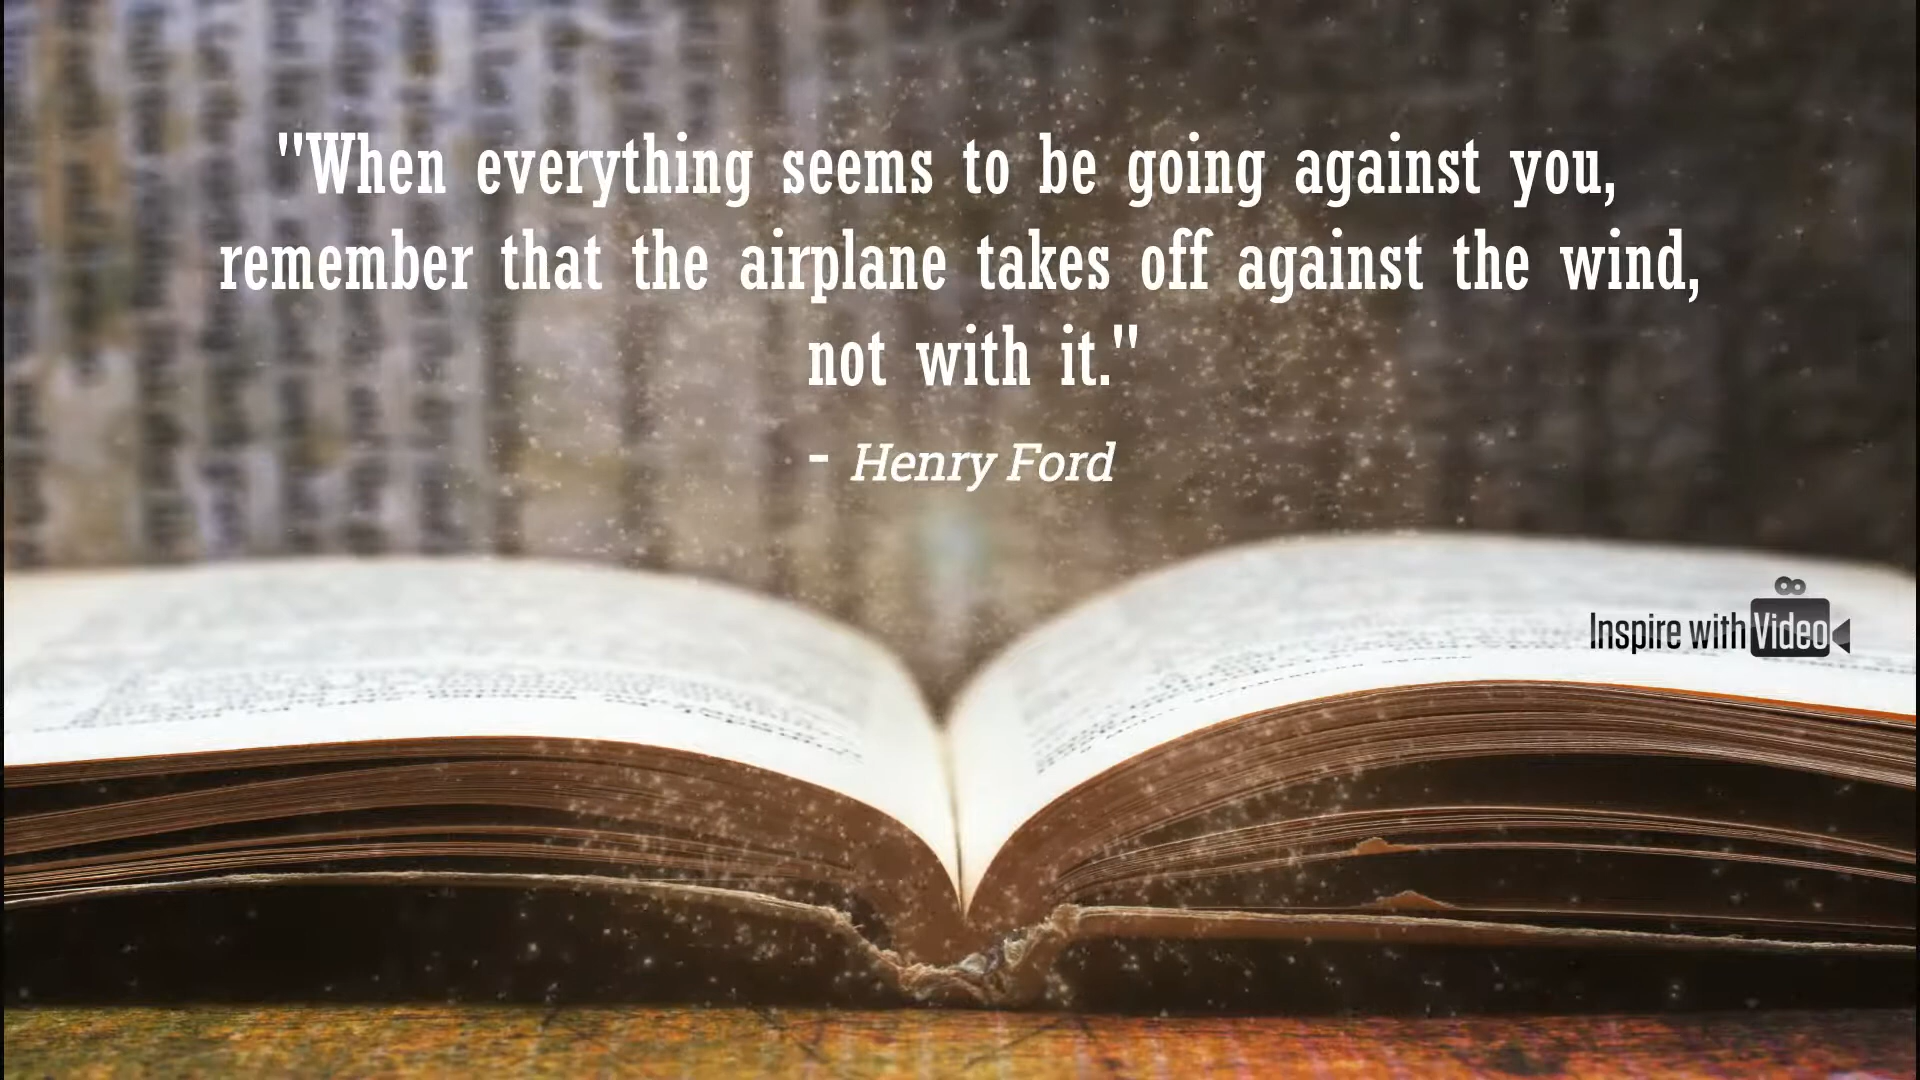 "When everything seems to be going against you,
remember that the airplane takes off against the wind,
not with it."
- Henry Ford
Inspire with Video